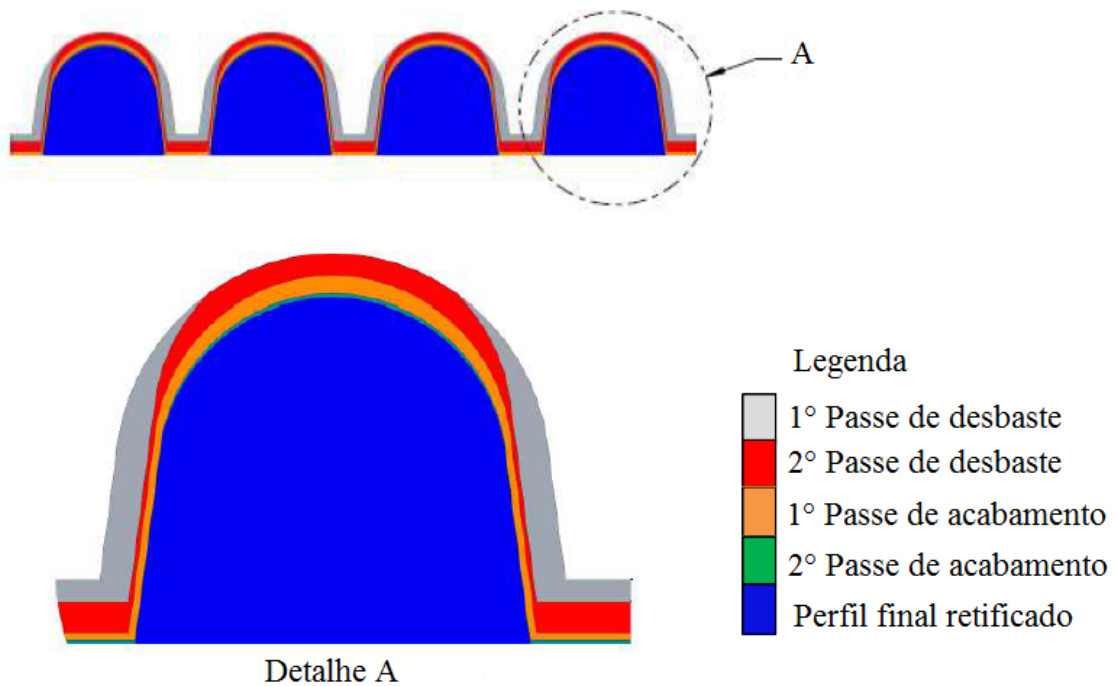 A
Legenda
1° Passe de desbaste
2° Passe de desbaste
1° Passe de acabamento
2° Passe de acabamento
Perfil final retificado
Detalhe A